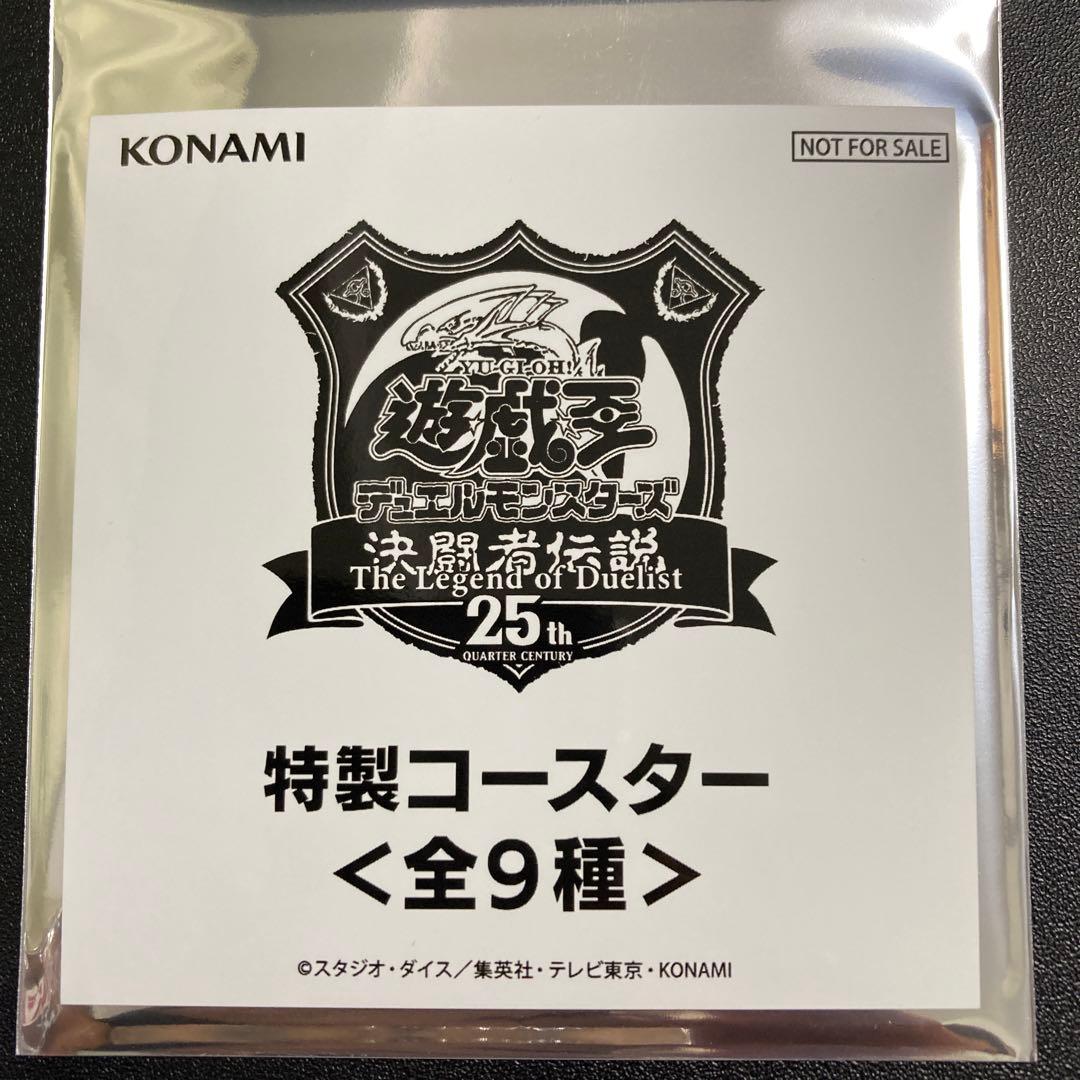 KONAMI
NOT FOR SALE
YU-GI-OH!
遊戯王
デュエルモンスターズ
決闘者伝説
The Legend of Duelist
25th
QUARTER CENTURY
特製コースター
<全9種>
©スタジオ・ダイス/集英社・テレビ東京・KONAMI